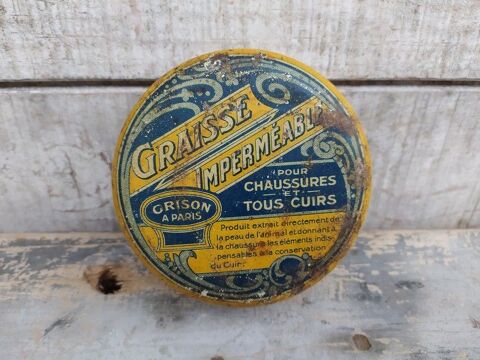 GRAISSE
IMPERMÉABLE
POUR
CHAUSSURES
ET
TOUS CUIRS
GRISON
A PARIS
Produit extrait directement de
la peau de l'animal et donnant à
la chaussure les éléments indis-
pensables à la conservation
du Cuir.